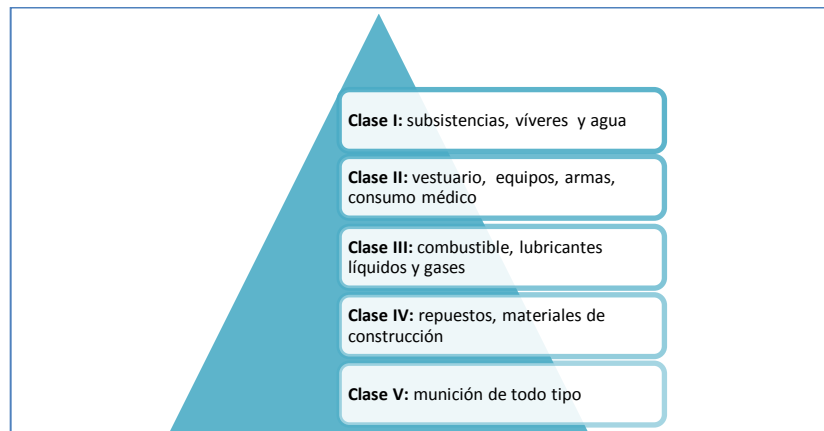 Clase I: subsistencias, víveres y agua
Clase II: vestuario, equipos, armas,
consumo médico
Clase III: combustible, lubricantes
líquidos y gases
Clase IV: repuestos, materiales de
construcción
Clase V: munición de todo tipo